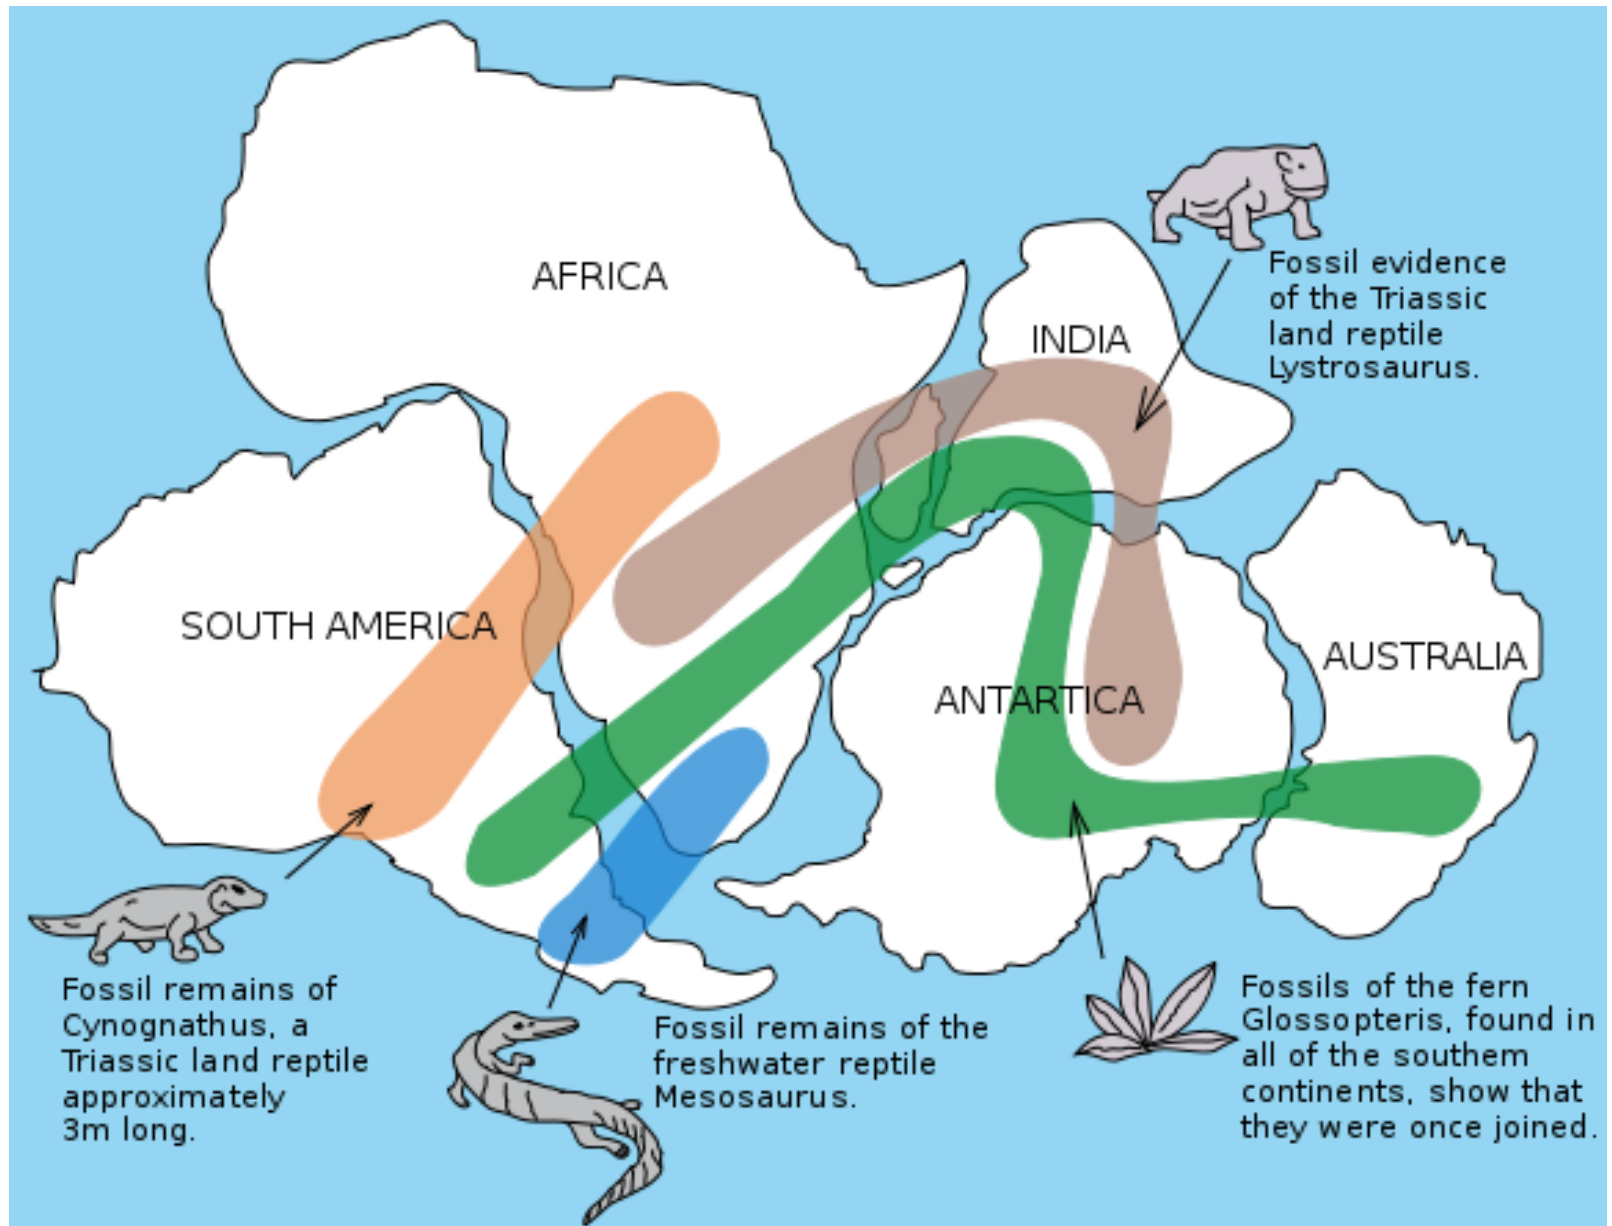 AFRICA
INDIA
Fossil evidence
of the Triassic
land reptile
Lystrosaurus.
SOUTH AMERICA
ANTARTICA
AUSTRALIA
Fossil remains of
Cynognathus, a
Triassic land reptile
approximately
3m long.
Fossil remains of the
freshwater reptile
Mesosaurus.
Fossils of the fern
Glossopteris, found in
all of the southem
continents, show that
they were once joined.